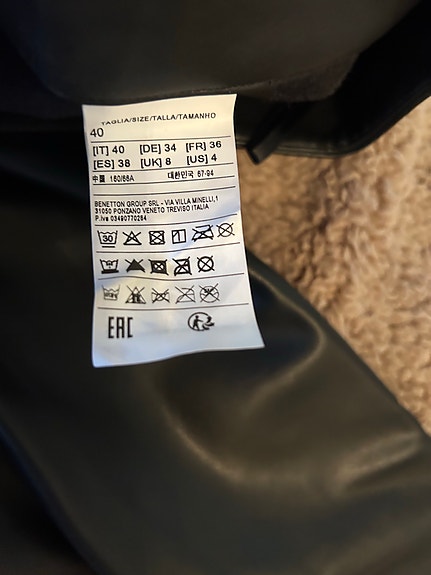 TAGLIA/SIZE/TALLA/TAMANHO
40
[IT] 40 [DE] 34 [FR] 36
[ES] 38 [UK] 8 [US] 4
中国 160/66A 대한민국 67-94
BENETTON GROUP SRL - VIA VILLA MINELLI,1
31050 PONZANO VENETO TREVISO ITALIA
P.Iva 03490770264
30
EAC